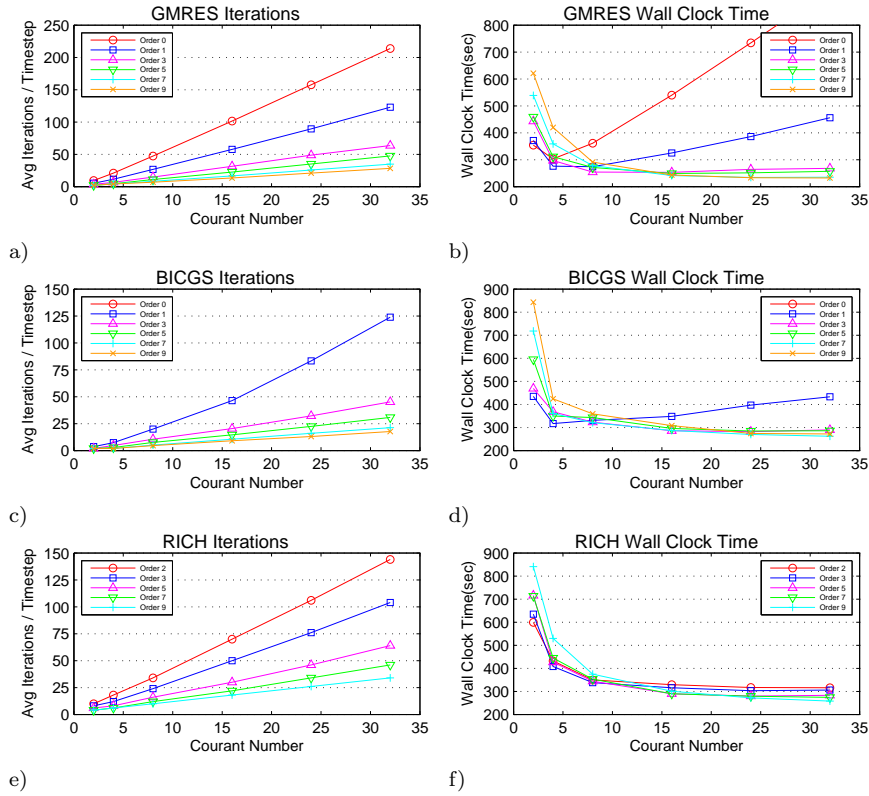 GMRES Iterations
Avg Iterations / Timestep
250
200
150
100
50
0
Order 0
Order 1
Order 3
Order 5
Order 7
Order 9
0 5 10 15 20 25 30 35
Courant Number
a)
GMRES Wall Clock Time
Wall Clock Time(sec)
800
700
600
500
400
300
200
Order 0
Order 1
Order 3
Order 5
Order 7
Order 9
0 5 10 15 20 25 30 35
Courant Number
b)
BICGS Iterations
Avg Iterations / Timestep
150
125
100
75
50
25
0
Order 0
Order 1
Order 3
Order 5
Order 7
Order 9
0 5 10 15 20 25 30 35
Courant Number
c)
BICGS Wall Clock Time
Wall Clock Time(sec)
900
800
700
600
500
400
300
200
Order 0
Order 1
Order 3
Order 5
Order 7
Order 9
0 5 10 15 20 25 30 35
Courant Number
d)
RICH Iterations
Avg Iterations / Timestep
150
125
100
75
50
25
0
Order 2
Order 3
Order 5
Order 7
Order 9
0 5 10 15 20 25 30 35
Courant Number
e)
RICH Wall Clock Time
Wall Clock Time(sec)
900
800
700
600
500
400
300
200
Order 2
Order 3
Order 5
Order 7
Order 9
0 5 10 15 20 25 30 35
Courant Number
f)